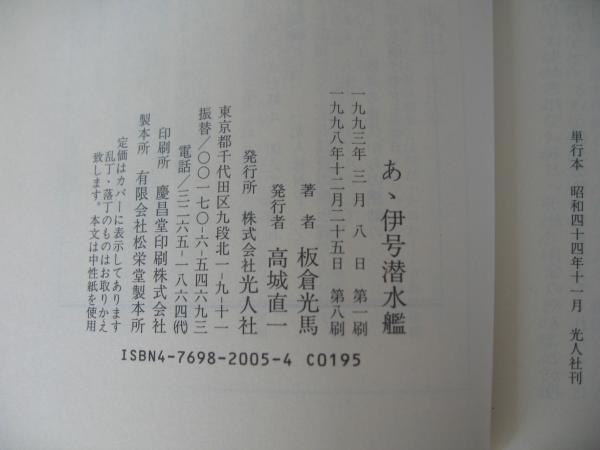 単行本 昭和四十四年十一月 光人社刊
あゝ伊号潜水艦
一九九三年三月八日 第一刷
一九九八年十二月二十五日 第八刷
著者 板倉光馬
発行者 高城直一
発行所 株式会社光人社
東京都千代田区九段北一-九-十一
振替/〇〇一七〇-六-五四六九三
電話/三二六五-一八六四(代)
印刷所 慶昌堂印刷株式会社
製本所 有限会社松栄堂製本所
定価はカバーに表示してあります
乱丁・落丁のものはお取りかえ
致します。本文は中性紙を使用
ISBN4-7698-2005-4 C0195